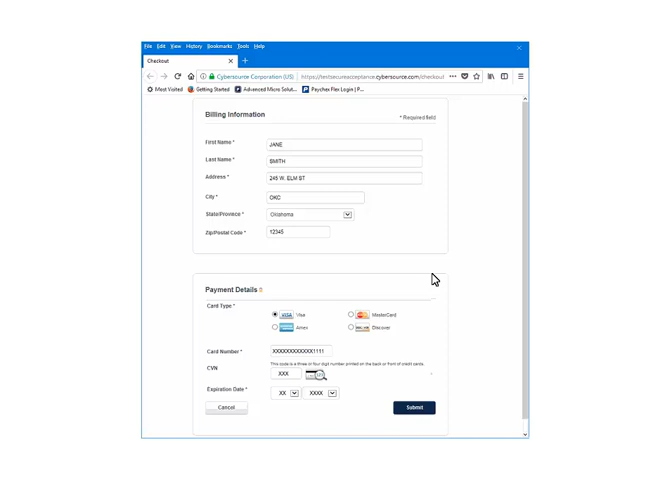 File Edit View History Bookmarks Tools Help
Checkout
Cybersource Corporation (US) https://testsecureacceptance.cybersource.com/checkout
Most Visited Getting Started Advanced Micro Solut... Paychex Flex Login | P...
Billing Information
* Required field
First Name * JANE
Last Name * SMITH
Address * 245 W. ELM ST
City * OKC
State/Province * Oklahoma
Zip/Postal Code * 12345
Payment Details
Card Type *
VISA Visa MasterCard
Amex Discover
Card Number * XXXXXXXXXXXX1111
This code is a three or four digit number printed on the back or front of credit cards.
CVN XXX
Expiration Date * XX XXXX
Cancel Submit